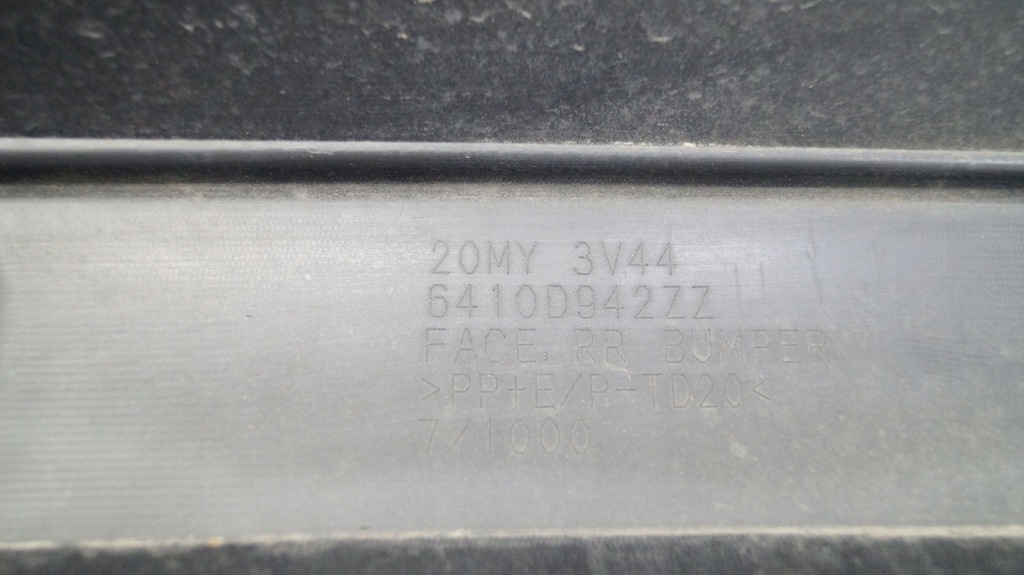 20MY 3V44
6410D942ZZ
FACE, RR BUMPER
>PP+E/P-TD20<
7/1000